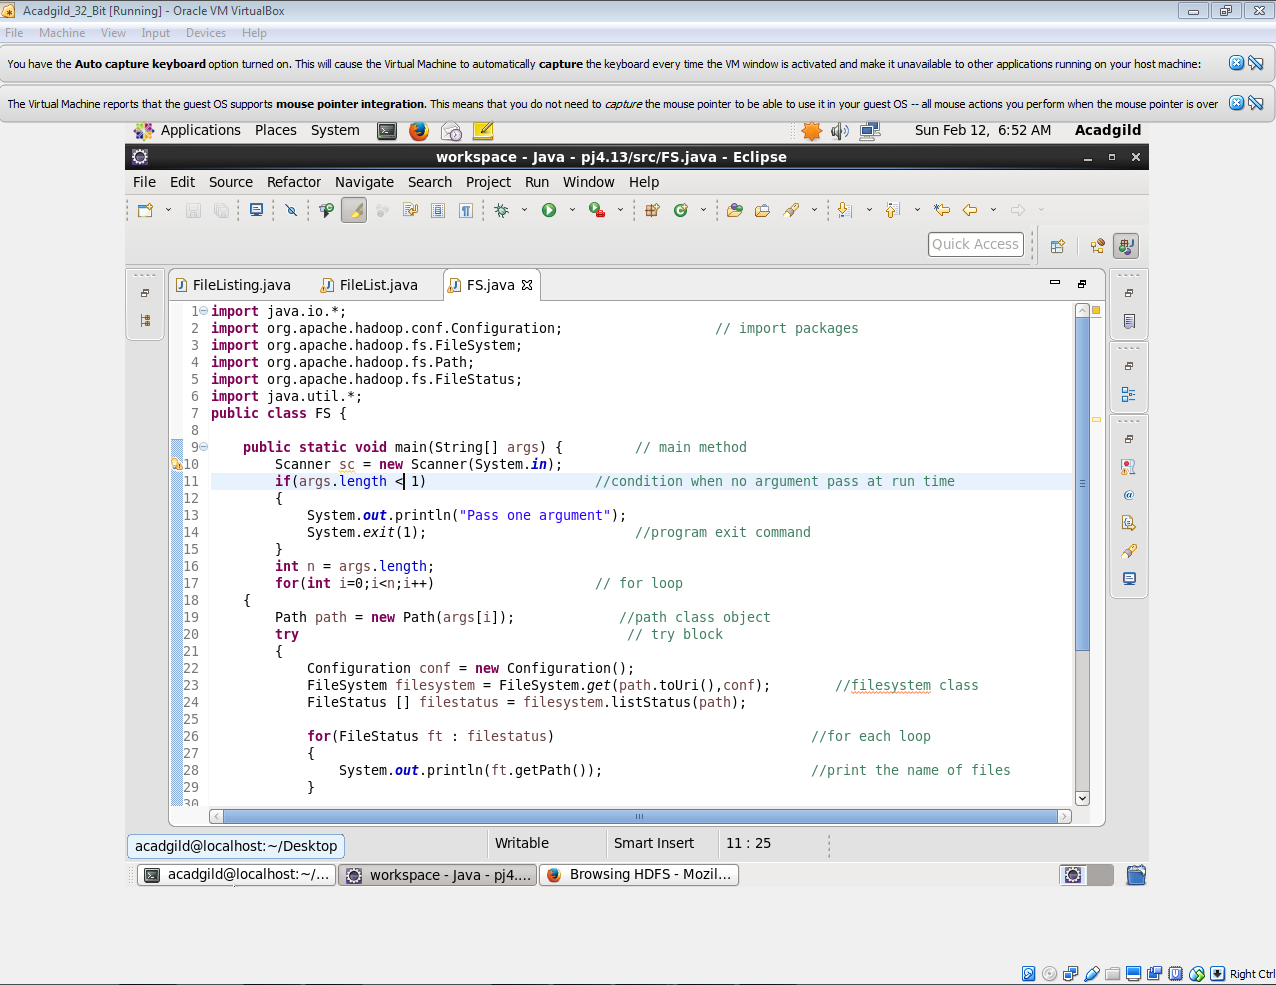 Acadgild_32_Bit [Running] - Oracle VM VirtualBox
File Machine View Input Devices Help
You have the Auto capture keyboard option turned on. This will cause the Virtual Machine to automatically capture the keyboard every time the VM window is activated and make it unavailable to other applications running on your host machine:
The Virtual Machine reports that the guest OS supports mouse pointer integration. This means that you do not need to capture the mouse pointer to be able to use it in your guest OS -- all mouse actions you perform when the mouse pointer is over
Applications Places System Sun Feb 12, 6:52 AM Acadgild
workspace - Java - pj4.13/src/FS.java - Eclipse
File Edit Source Refactor Navigate Search Project Run Window Help
Quick Access
FileListing.java FileList.java FS.java
1 import java.io.*;
2 import org.apache.hadoop.conf.Configuration; // import packages
3 import org.apache.hadoop.fs.FileSystem;
4 import org.apache.hadoop.fs.Path;
5 import org.apache.hadoop.fs.FileStatus;
6 import java.util.*;
7 public class FS {
8
9 public static void main(String[] args) { // main method
10 Scanner sc = new Scanner(System.in);
11 if(args.length < 1) //condition when no argument pass at run time
12 {
13 System.out.println("Pass one argument");
14 System.exit(1); //program exit command
15 }
16 int n = args.length;
17 for(int i=0;i<n;i++) // for loop
18 {
19 Path path = new Path(args[i]); //path class object
20 try // try block
21 {
22 Configuration conf = new Configuration();
23 FileSystem filesystem = FileSystem.get(path.toUri(),conf); //filesystem class
24 FileStatus [] filestatus = filesystem.listStatus(path);
25
26 for(FileStatus ft : filestatus) //for each loop
27 {
28 System.out.println(ft.getPath()); //print the name of files
29 }
30
acadgild@localhost:~/Desktop Writable Smart Insert 11 : 25
acadgild@localhost:~/... workspace - Java - pj4.... Browsing HDFS - Mozil...
Right Ctrl